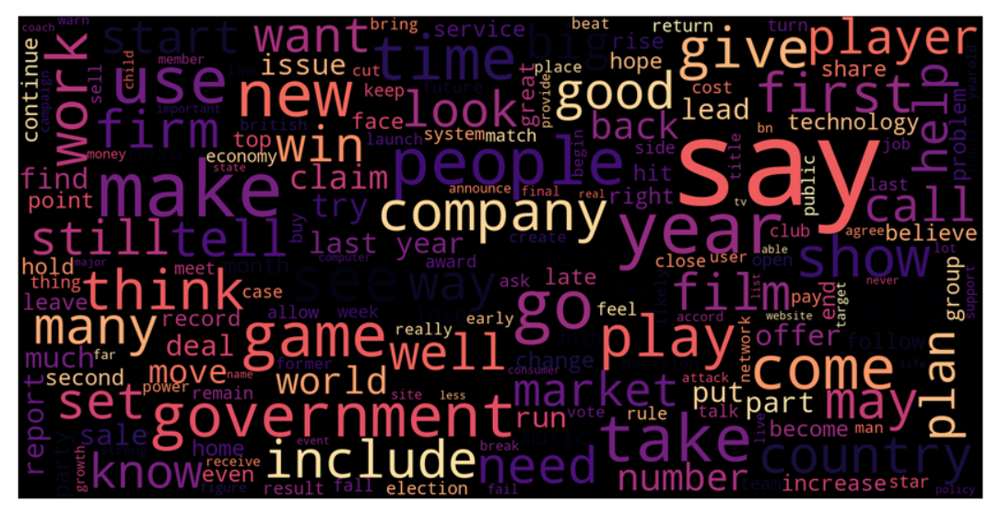 coach
warn
continue
campaign
work
sell
member
child
start
law
use
important
money
want
issue
cut
new
british
firm
top
economy
state
win
bring
service
time
future
keep
face
look
launch
system
match
great
place
provide
beat
big
rise
hope
good
back
return
turn
give
player
share
cost
lead
technology
first
help
problem
yearold
bn
job
side
title
hit
right
say
tv
public
last
call
find
point
make
claim
try
people
begin
announce
final
real
company
year
club
agree
believe
still
tell
buy
last year
award
create
computer
close
user
able
open
show
lot
hold
major
thing
leave
meet
month
think
case
see
way
ask
late
go
feel
likely
film
list
pay
end
target
never
group
support
many
record
allow
week
really
early
game
well
play
accord
network
website
offer
follow
much
far
deal
former
change
high
decision
come
life
plan
second
move
name
world
consumer
market
attack
put
part
may
power
remain
site
less
set
government
run
vote
rule
talk
live
become
man
report
party
sale
strong
growth
home
receive
even
know
figure
event
include
break
need
take
country
result
fall
election
fail
number
team
increase
star
policy